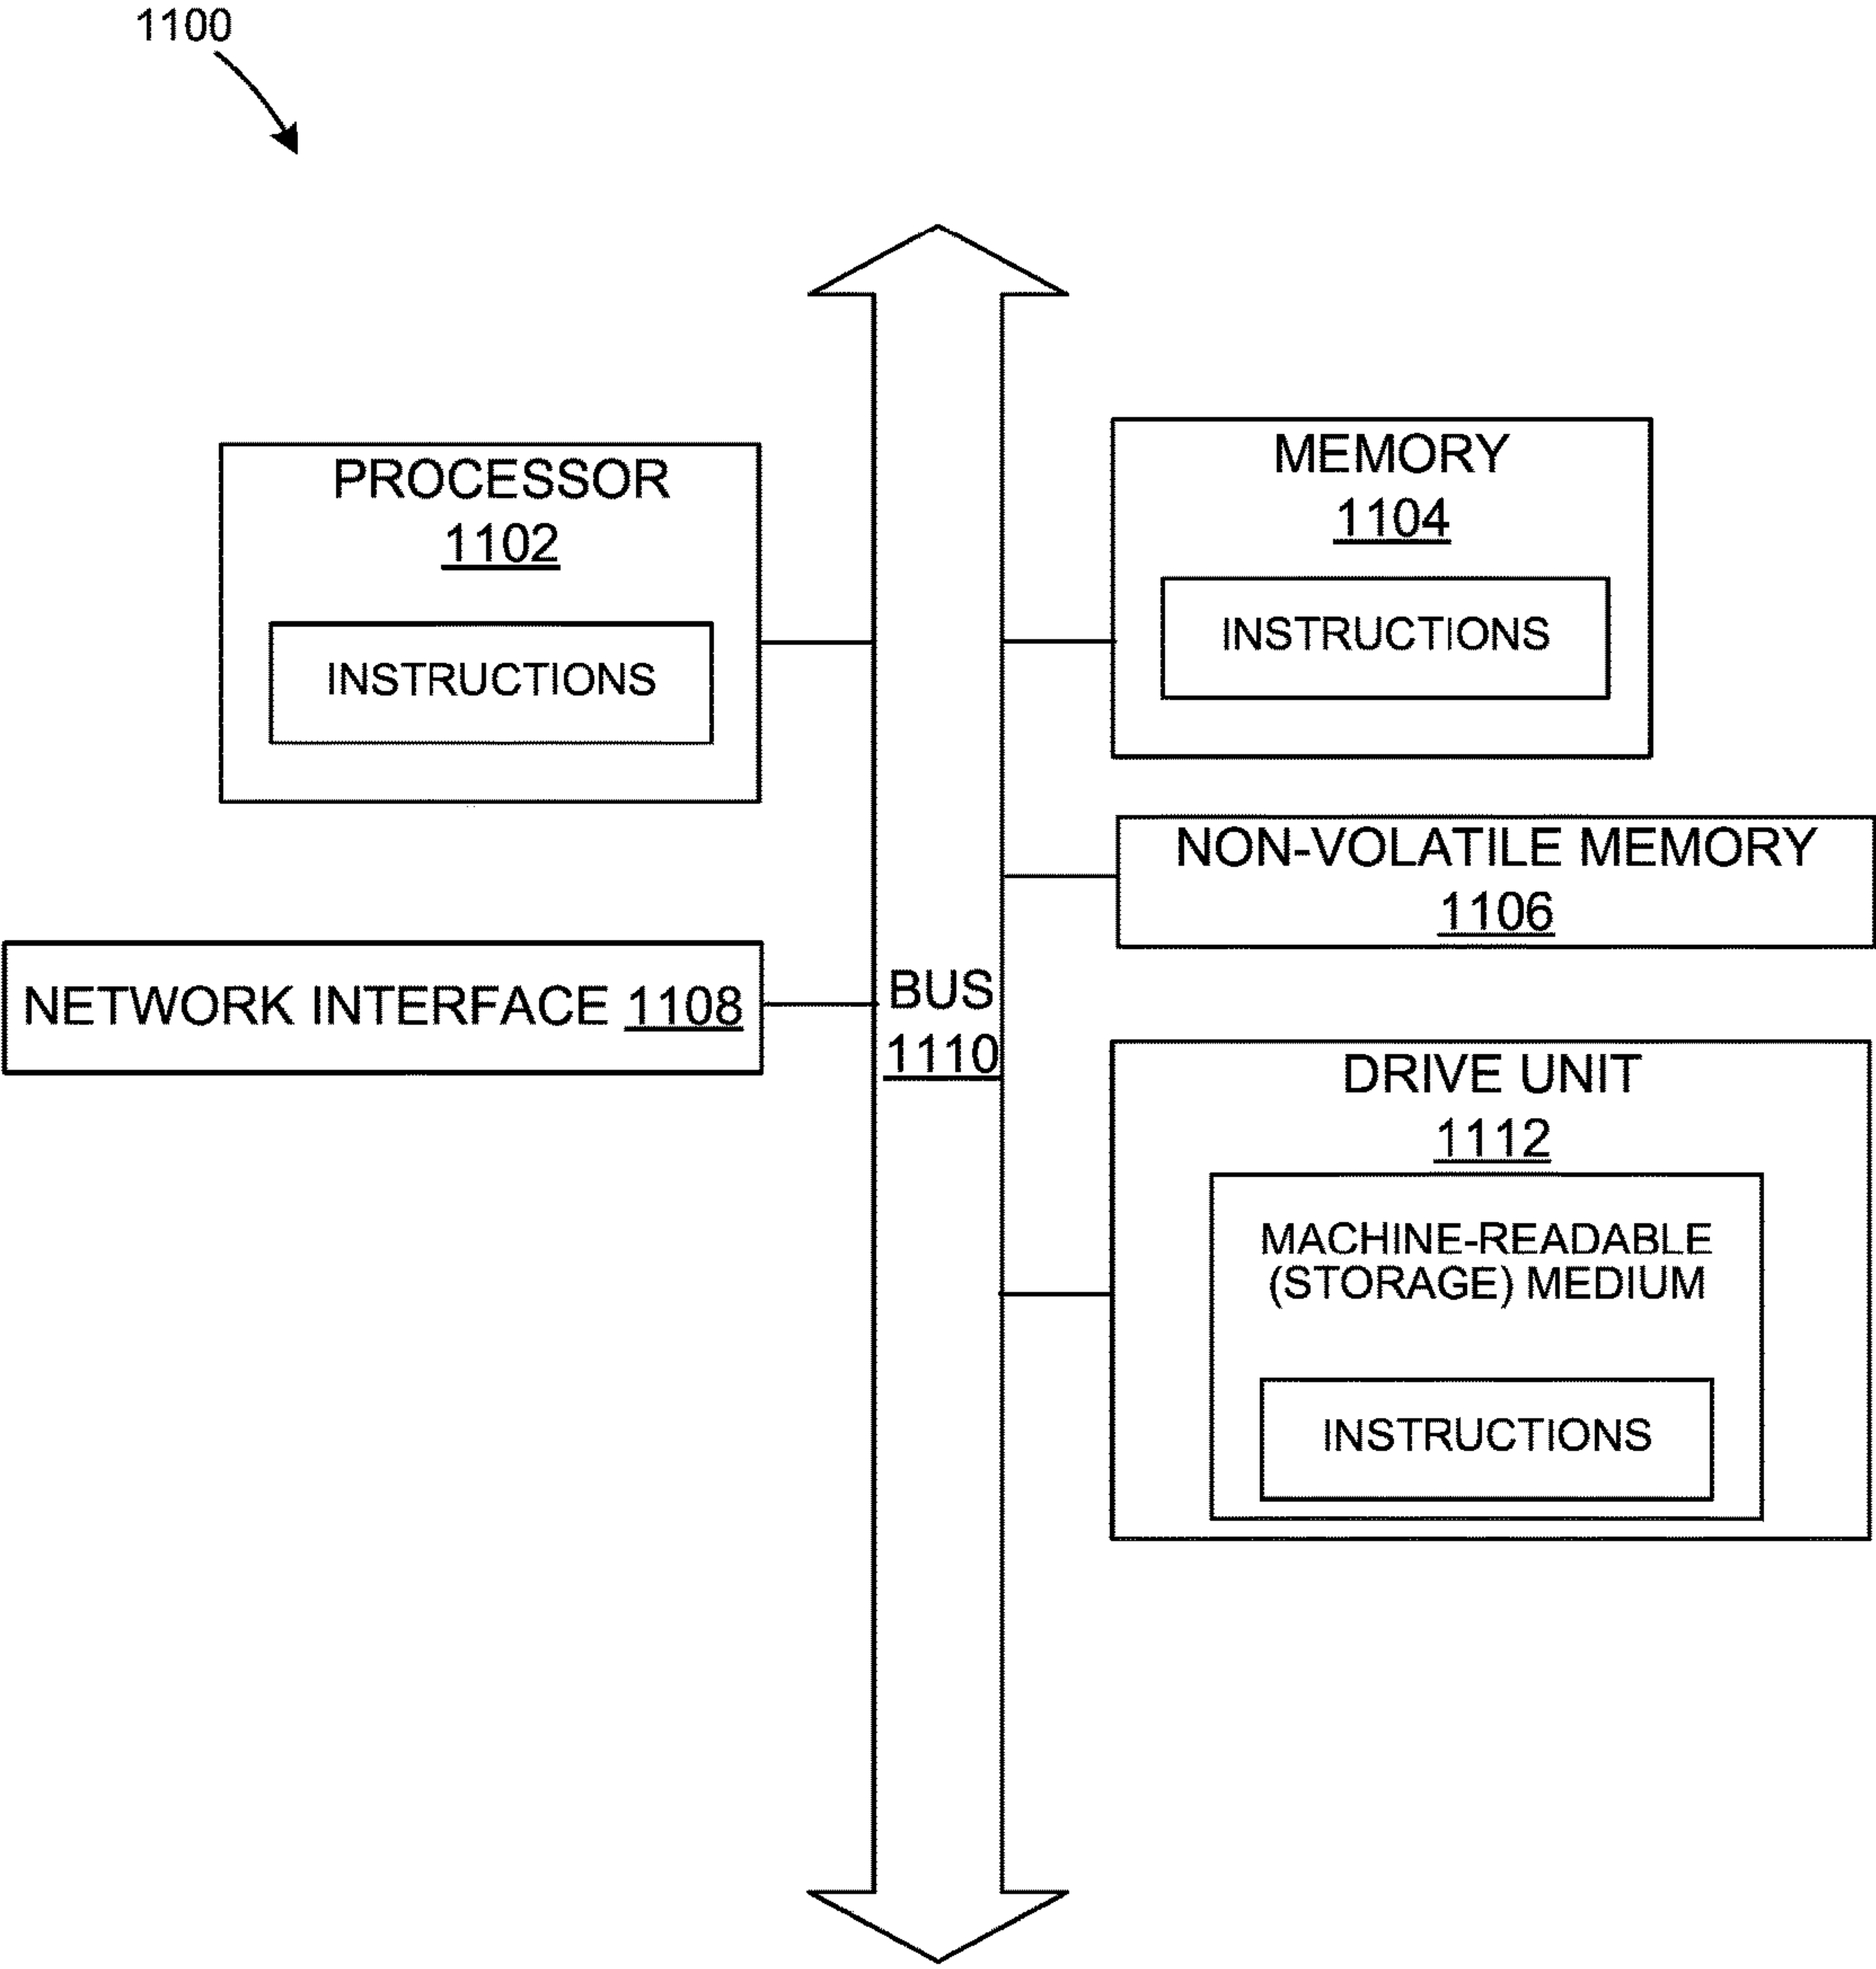 1100
PROCESSOR
1102
INSTRUCTIONS
MEMORY
1104
INSTRUCTIONS
NON-VOLATILE MEMORY
1106
NETWORK INTERFACE 1108
BUS
1110
DRIVE UNIT
1112
MACHINE-READABLE
(STORAGE) MEDIUM
INSTRUCTIONS